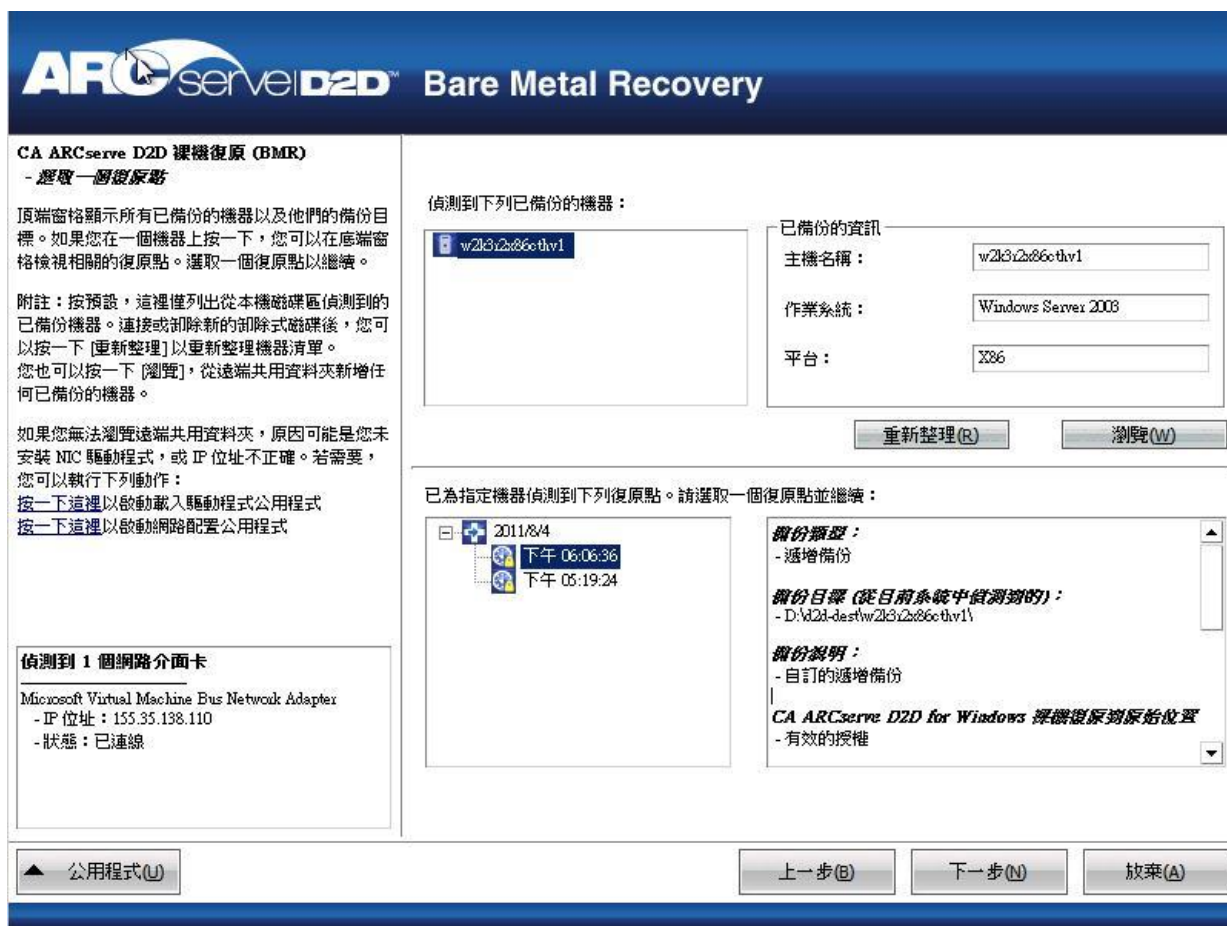 ARCserve D2D™ Bare Metal Recovery
CA ARCserve D2D 裸機復原 (BMR)
- 選取一個復原點
頂端窗格顯示所有已備份的機器以及他們的備份目
標。如果您在一個機器上按一下，您可以在底端窗
格檢視相關的復原點。選取一個復原點以繼續。
附註：按預設，這裡僅列出從本機磁碟區偵測到的
已備份機器。連接或卸除新的卸除式磁碟後，您可
以按一下 [重新整理] 以重新整理機器清單。
您也可以按一下 [瀏覽]，從遠端共用資料夾新增任
何已備份的機器。
如果您無法瀏覽遠端共用資料夾，原因可能是您未
安裝 NIC 驅動程式，或 IP 位址不正確。若需要，
您可以執行下列動作：
按一下這裡以啟動載入驅動程式公用程式
按一下這裡以啟動網路配置公用程式
偵測到 1 個網路介面卡
Microsoft Virtual Machine Bus Network Adapter
- IP 位址：155.35.138.110
- 狀態：已連線
偵測到下列已備份的機器：
w2k3r2x86cthv1
已備份的資訊
主機名稱：
w2k3r2x86cthv1
作業系統：
Windows Server 2003
平台：
X86
重新整理(R)
瀏覽(W)
已為指定機器偵測到下列復原點。請選取一個復原點並繼續：
2011/8/4
下午 06:06:36
下午 05:19:24
備份類型：
- 遞增備份
備份目標 (從目前系統中偵測到的)：
- D:\d2d-dest\w2k3r2x86cthv1\
備份說明：
- 自訂的遞增備份
CA ARCserve D2D for Windows 裸機復原到原始位置
- 有效的授權
公用程式(U)
上一步(B)
下一步(N)
放棄(A)